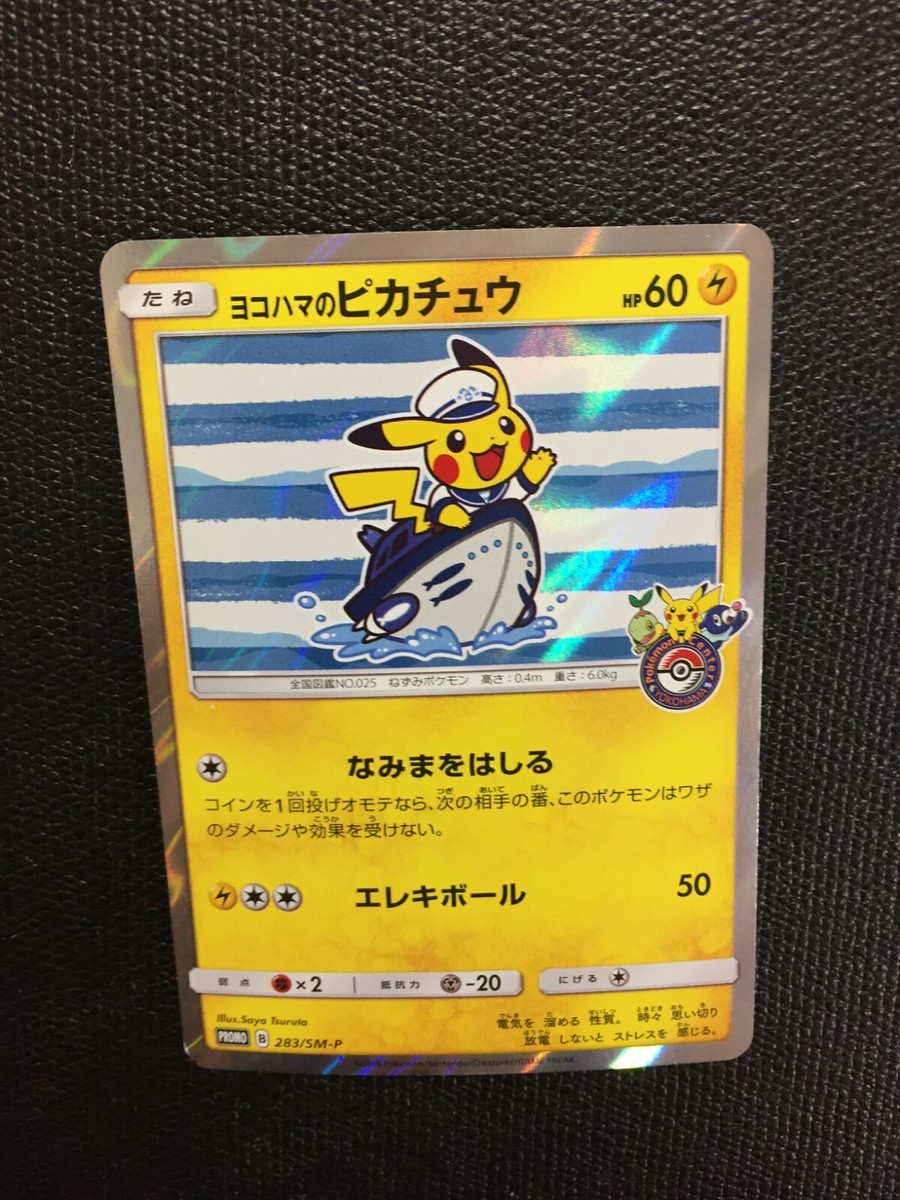 たね ヨコハマのピカチュウ HP60
Pokémon Center
YOKOHAMA
全国図鑑NO.025 ねずみポケモン 高さ:0.4m 重さ:6.0kg
なみまをはしる
コインを1回投げオモテなら、次の相手の番、このポケモンはワザ
のダメージや効果を受けない。
エレキボール 50
弱点 ×2 抵抗力 -20 にげる
Illus.Saya Tsuruta
電気を 溜める 性質。 時々 思い切り
放電 しないと ストレスを 感じる。
PROMO B 283/SM-P
Pokémon/Nintendo/Creatures/GAME FREAK.